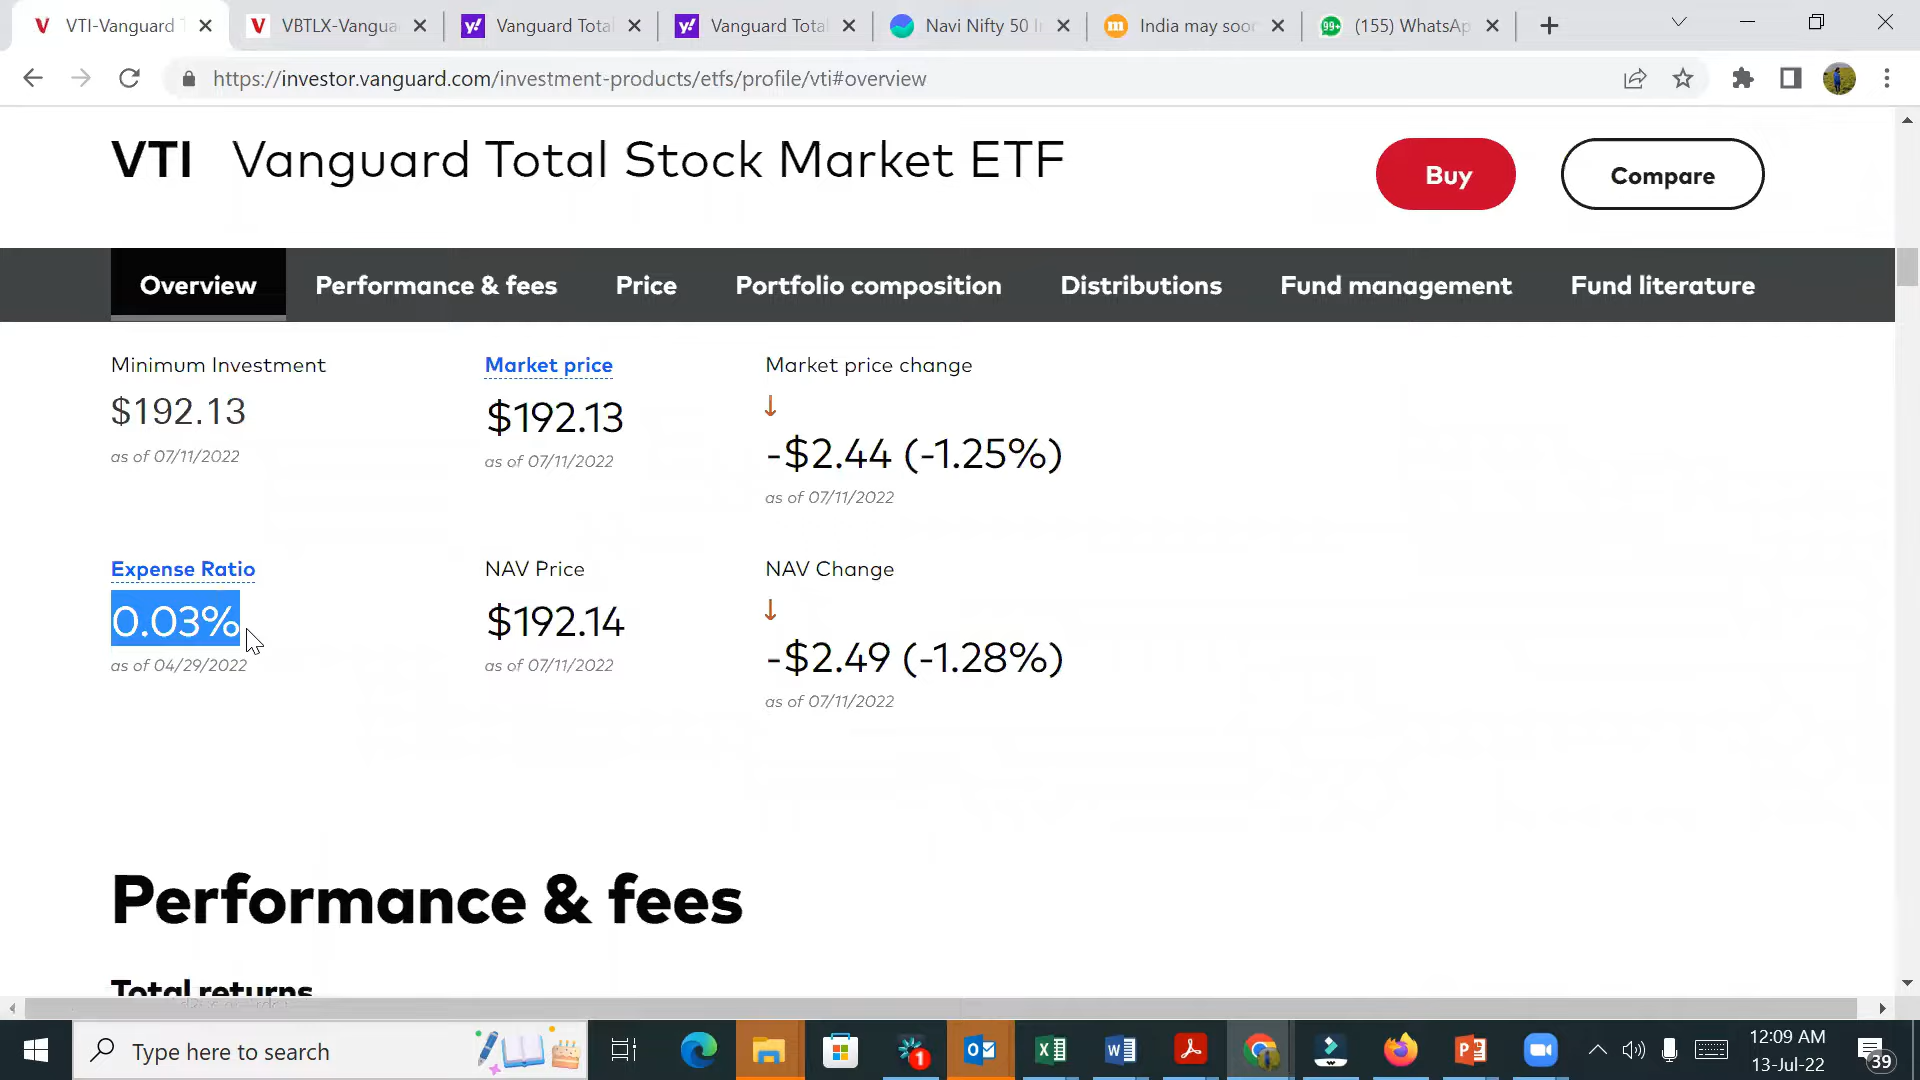 VTI-Vanguard T
VBTLX-Vangua
Vanguard Total
Vanguard Total
Navi Nifty 50 I
India may soon
(155) WhatsAp
https://investor.vanguard.com/investment-products/etfs/profile/vti#overview
VTI Vanguard Total Stock Market ETF
Buy
Compare
Overview
Performance & fees
Price
Portfolio composition
Distributions
Fund management
Fund literature
Minimum Investment
$192.13
as of 07/11/2022
Market price
$192.13
as of 07/11/2022
Market price change
-$2.44 (-1.25%)
as of 07/11/2022
Expense Ratio
0.03%
as of 04/29/2022
NAV Price
$192.14
as of 07/11/2022
NAV Change
-$2.49 (-1.28%)
as of 07/11/2022
Performance & fees
Total returns
Type here to search
1
12:09 AM
13-Jul-22
39